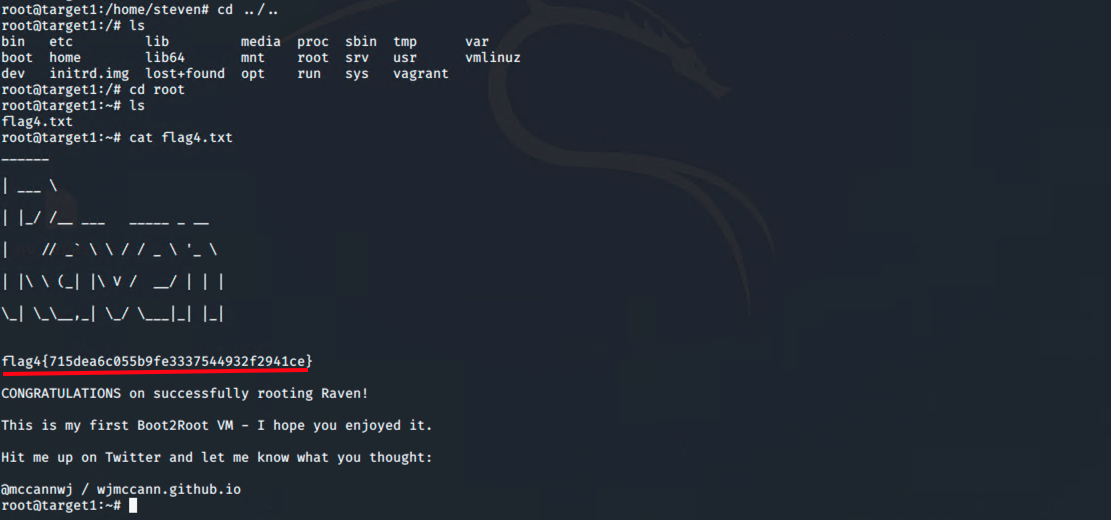 root@target1:/home/steven# cd ../..
root@target1:/# ls
bin   etc         lib         media  proc  sbin  tmp      var
boot  home        lib64       mnt    root  srv   usr      vmlinuz
dev   initrd.img  lost+found  opt    run   sys   vagrant
root@target1:/# cd root
root@target1:~# ls
flag4.txt
root@target1:~# cat flag4.txt
______
| ___ \
| |_/ /__ ___   _____ _ __
|    // _` \ \ / / _ \ '_ \
| |\ \ (_| |\ V /  __/ | | |
\_| \_\__,_| \_/ \___|_| |_|
flag4{715dea6c055b9fe3337544932f2941ce}
CONGRATULATIONS on successfully rooting Raven!
This is my first Boot2Root VM - I hope you enjoyed it.
Hit me up on Twitter and let me know what you thought:
@mccannwj / wjmccann.github.io
root@target1:~#